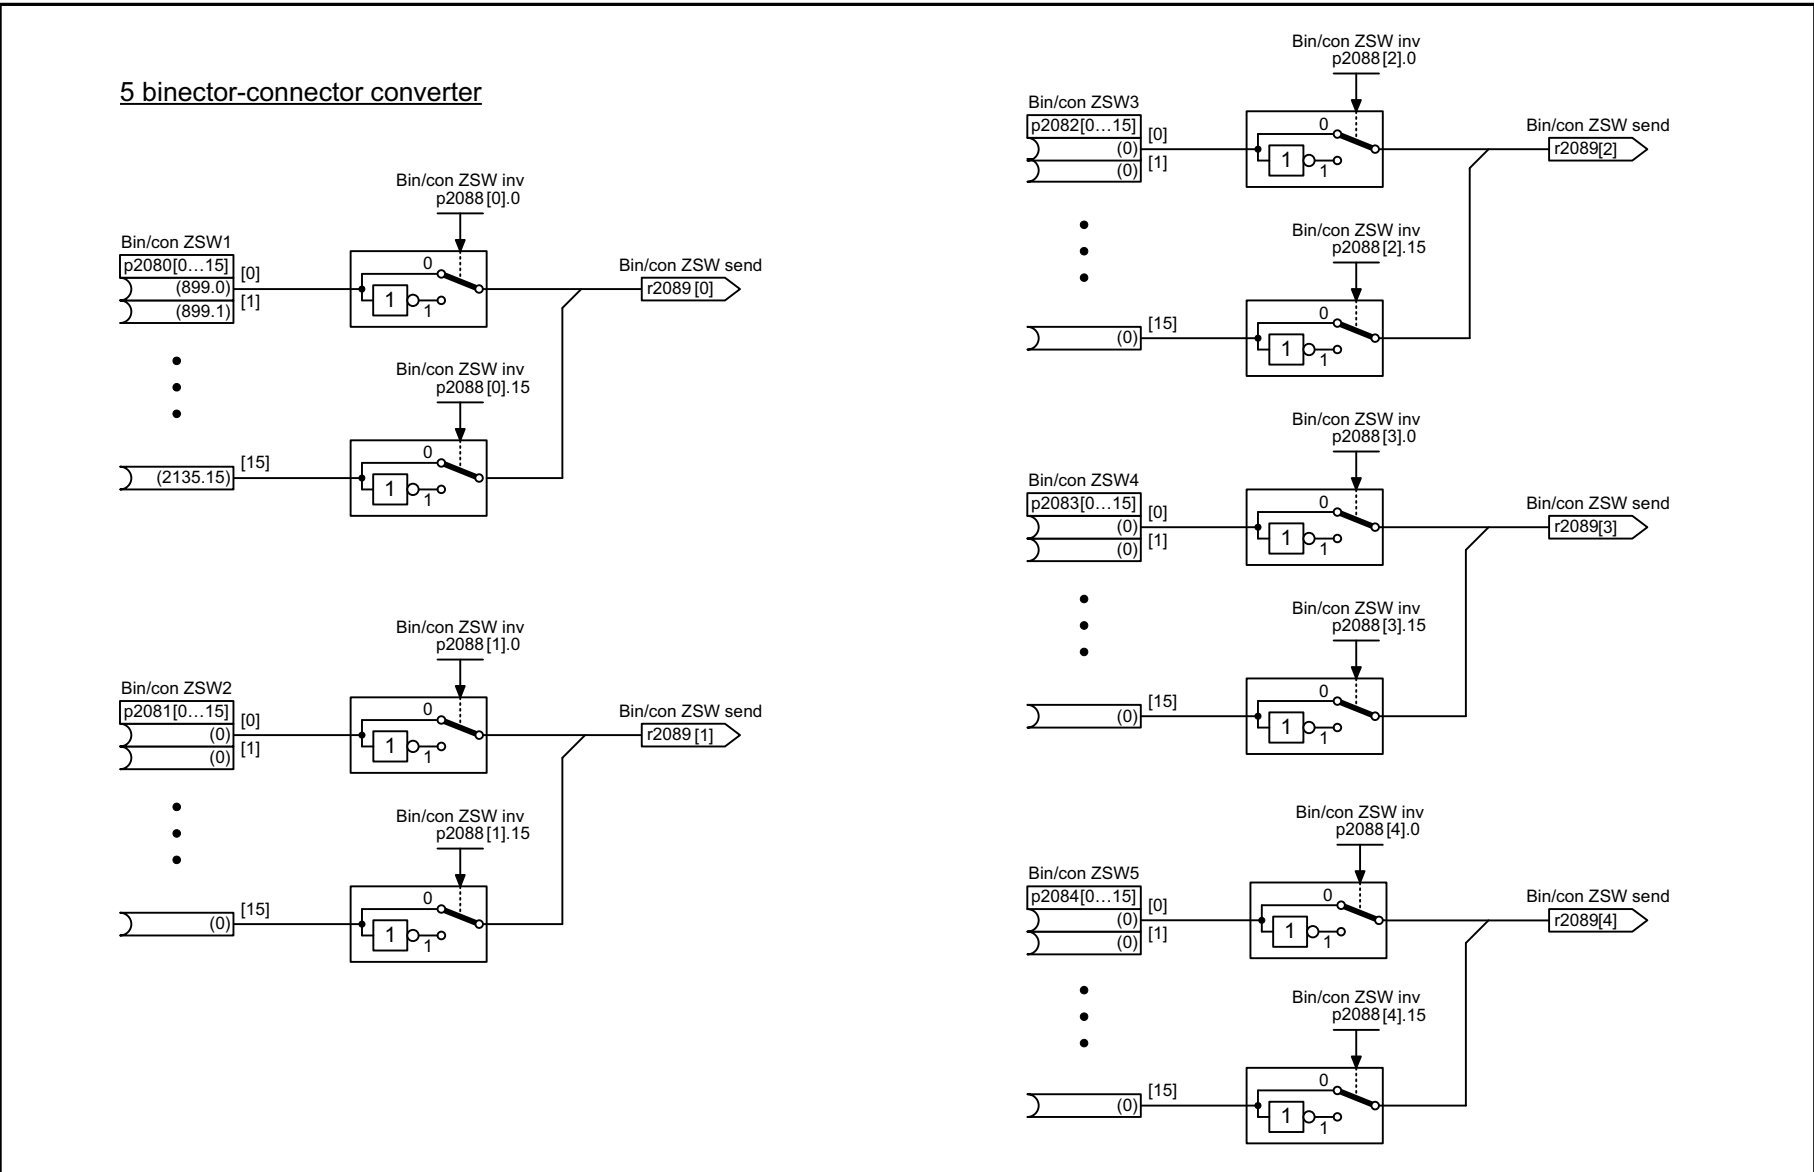 5 binector-connector converter
Bin/con ZSW inv
p2088[0].0
Bin/con ZSW1
p2080[0...15]
[0]
(899.0)
[1]
(899.1)
0
1
1
Bin/con ZSW send
r2089[0]
Bin/con ZSW inv
p2088[0].15
[15]
(2135.15)
0
1
1
Bin/con ZSW inv
p2088[1].0
Bin/con ZSW2
p2081[0...15]
[0]
(0)
[1]
(0)
0
1
1
Bin/con ZSW send
r2089[1]
Bin/con ZSW inv
p2088[1].15
[15]
(0)
0
1
1
Bin/con ZSW inv
p2088[2].0
Bin/con ZSW3
p2082[0...15]
[0]
(0)
[1]
(0)
0
1
1
Bin/con ZSW send
r2089[2]
Bin/con ZSW inv
p2088[2].15
[15]
(0)
0
1
1
Bin/con ZSW inv
p2088[3].0
Bin/con ZSW4
p2083[0...15]
[0]
(0)
[1]
(0)
0
1
1
Bin/con ZSW send
r2089[3]
Bin/con ZSW inv
p2088[3].15
[15]
(0)
0
1
1
Bin/con ZSW inv
p2088[4].0
Bin/con ZSW5
p2084[0...15]
[0]
(0)
[1]
(0)
0
1
1
Bin/con ZSW send
r2089[4]
Bin/con ZSW inv
p2088[4].15
[15]
(0)
0
1
1